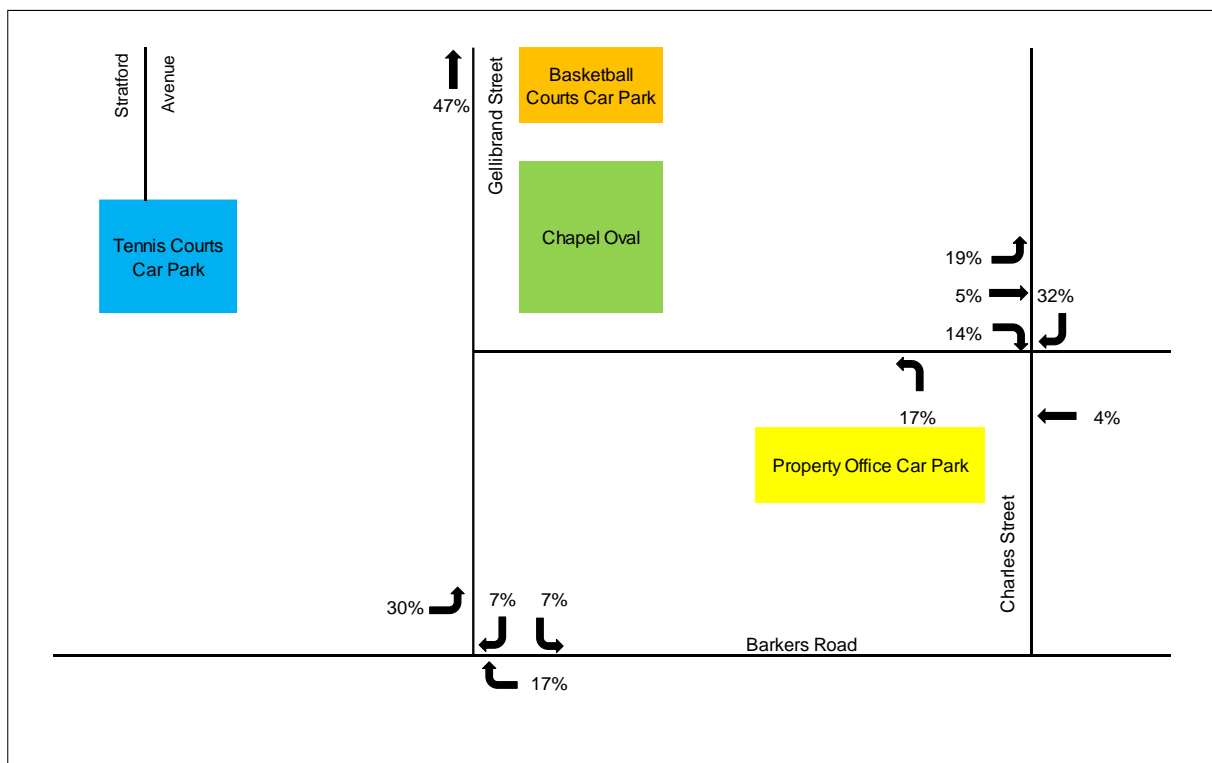 Stratford
Avenue
47%
Gellibrand Street
Basketball
Courts Car Park
Tennis Courts
Car Park
Chapel Oval
19%
5%
32%
14%
17%
4%
Property Office Car Park
Charles Street
30%
7%
7%
Barkers Road
17%